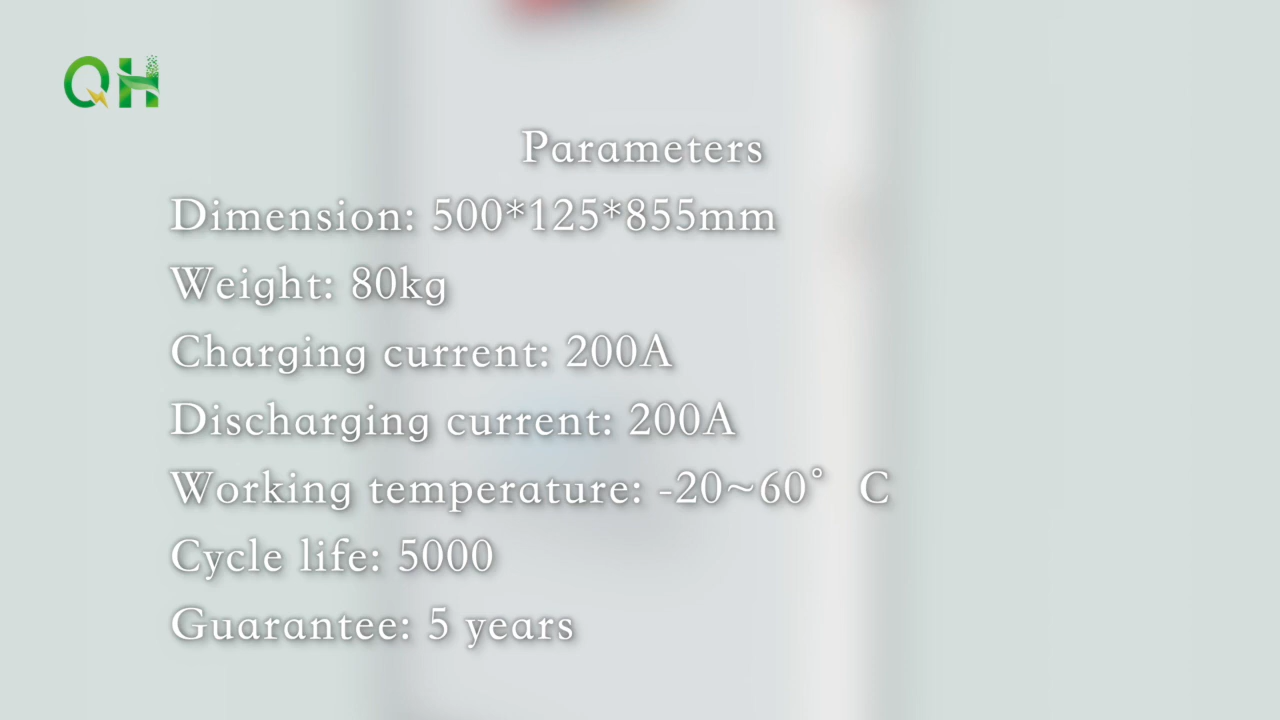 QH
Parameters
Dimension: 500*125*855mm
Weight: 80kg
Charging current: 200A
Discharging current: 200A
Working temperature: -20~60° C
Cycle life: 5000
Guarantee: 5 years